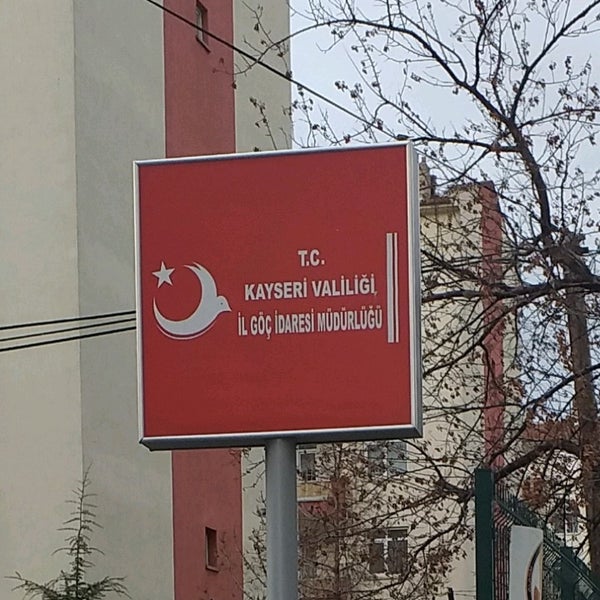 T.C.
KAYSERİ VALİLİĞİ
İL GÖÇ İDARESİ MÜDÜRLÜĞÜ